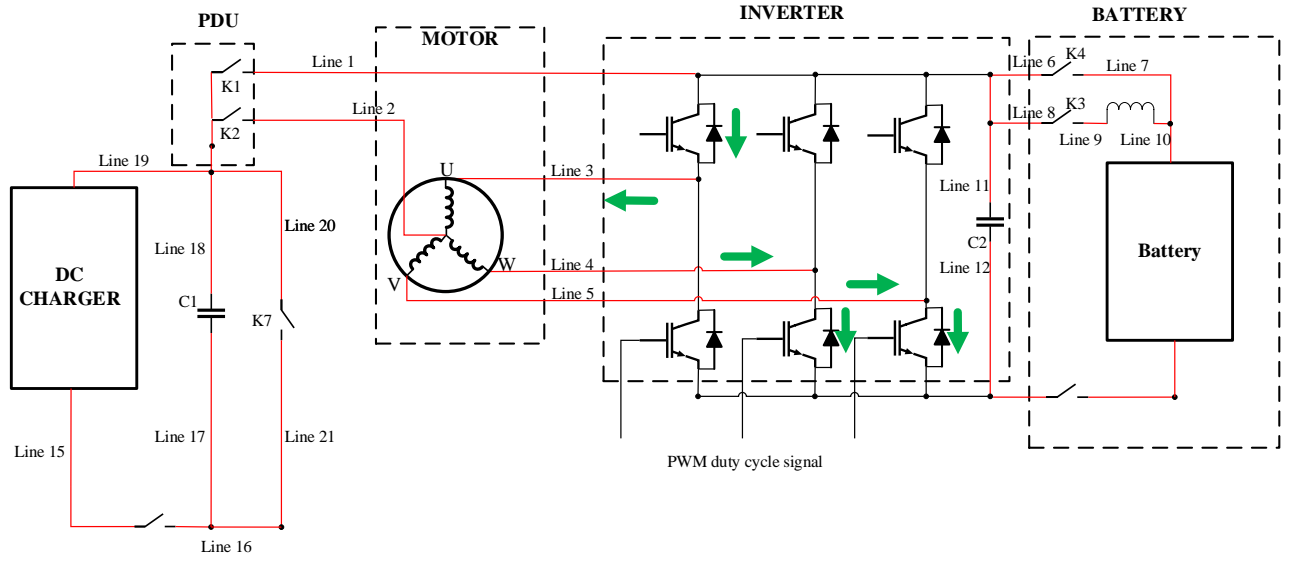 PDU
MOTOR
INVERTER
BATTERY
Line 1
K1
Line 2
K2
Line 6
K4
Line 7
Line 8
K3
Line 9
Line 10
Line 19
U
Line 3
Line 11
Line 20
Line 18
C2
Battery
DC
CHARGER
W
Line 4
Line 12
V
Line 5
C1
K7
Line 17
Line 21
Line 15
PWM duty cycle signal
Line 16